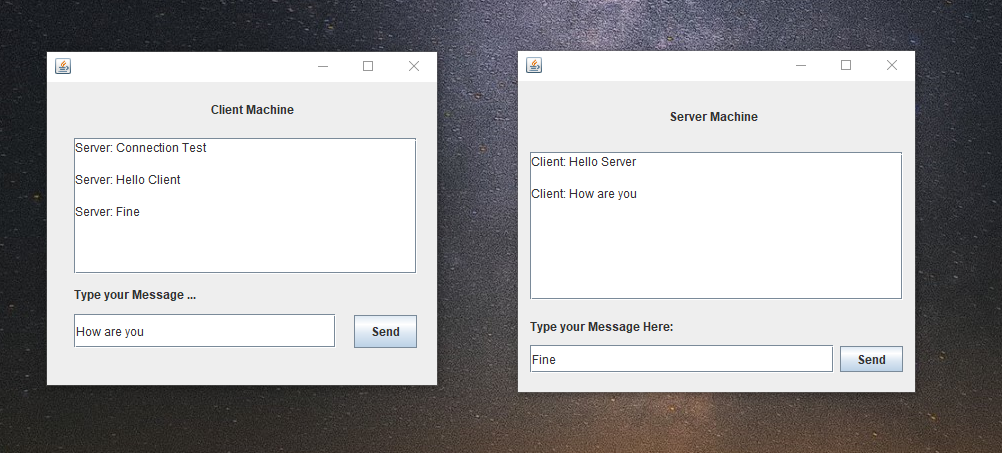 Client Machine
Server: Connection Test
Server: Hello Client
Server: Fine
Type your Message ...
How are you
Send
Server Machine
Client: Hello Server
Client: How are you
Type your Message Here:
Fine
Send